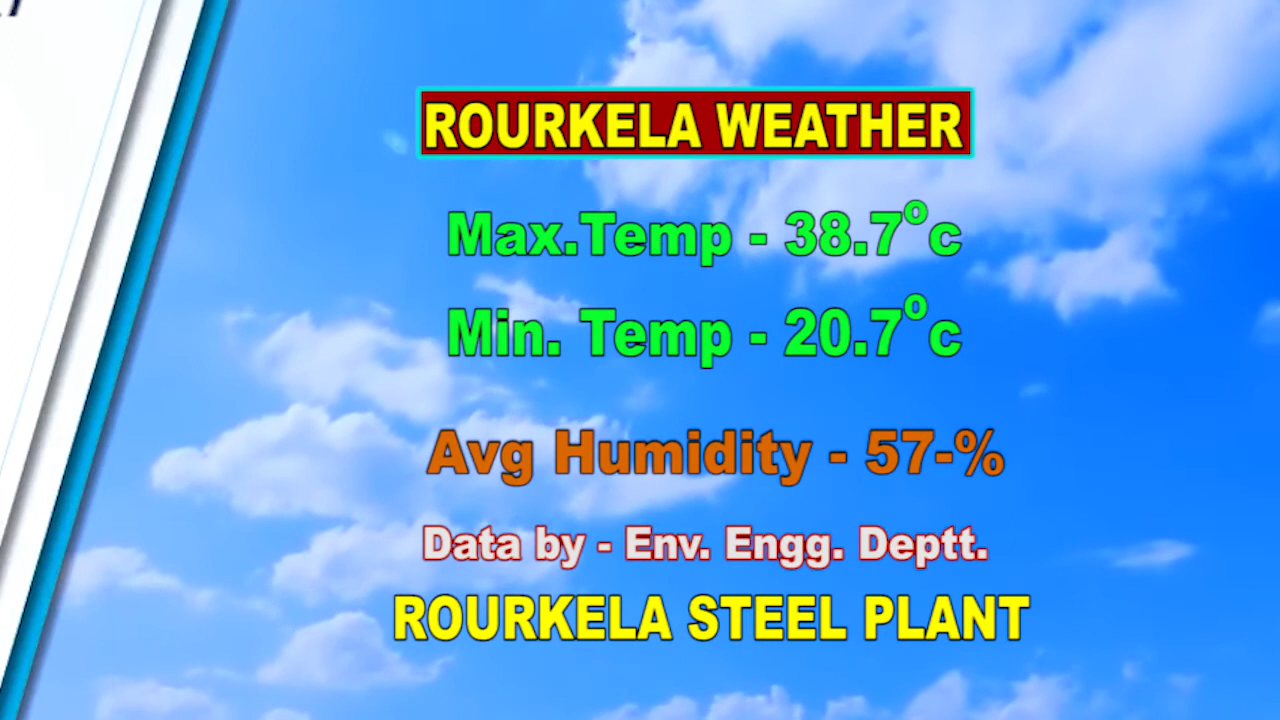 ROURKELA WEATHER
Max.Temp - 38.7°c
Min. Temp - 20.7°c
Avg Humidity - 57-%
Data by - Env. Engg. Deptt.
ROURKELA STEEL PLANT